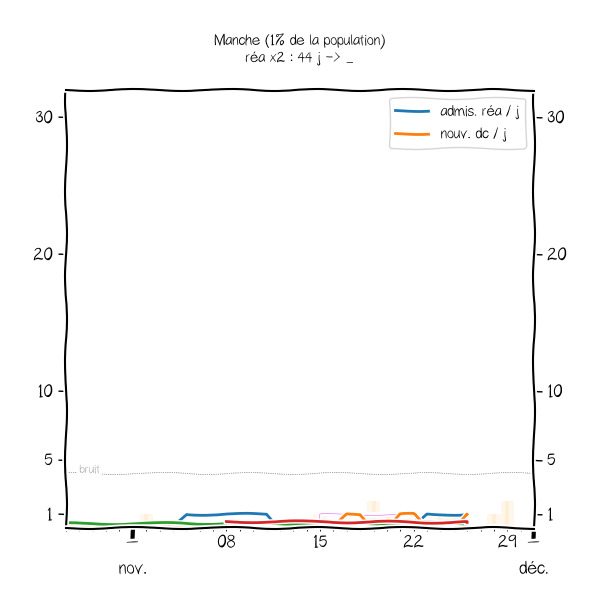 Manche (1% de la population)
réa x2 : 44 j -> _
admis. réa / j
nouv. dc / j
30
30
20
20
10
10
5
5
bruit
1
1
08
15
22
29
nov.
déc.